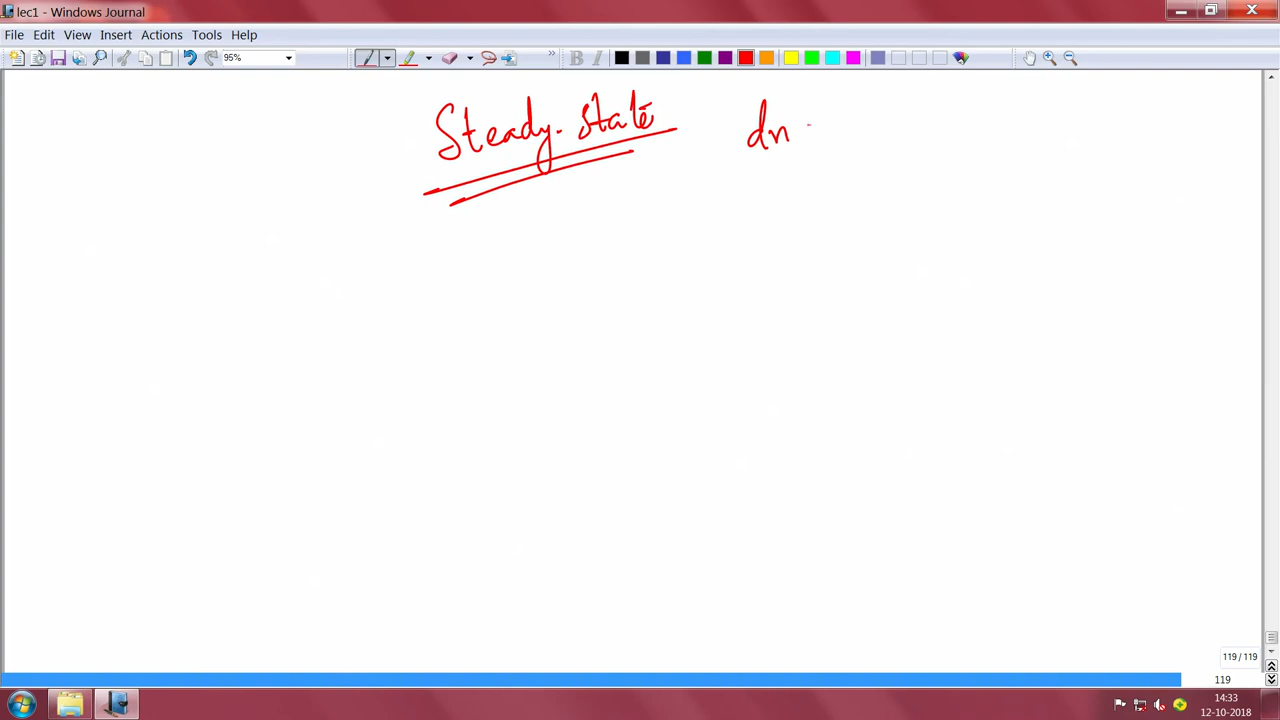 lec1 - Windows Journal
File Edit View Insert Actions Tools Help
95%
Steady-state dn
119 / 119
119
14:33
12-10-2018